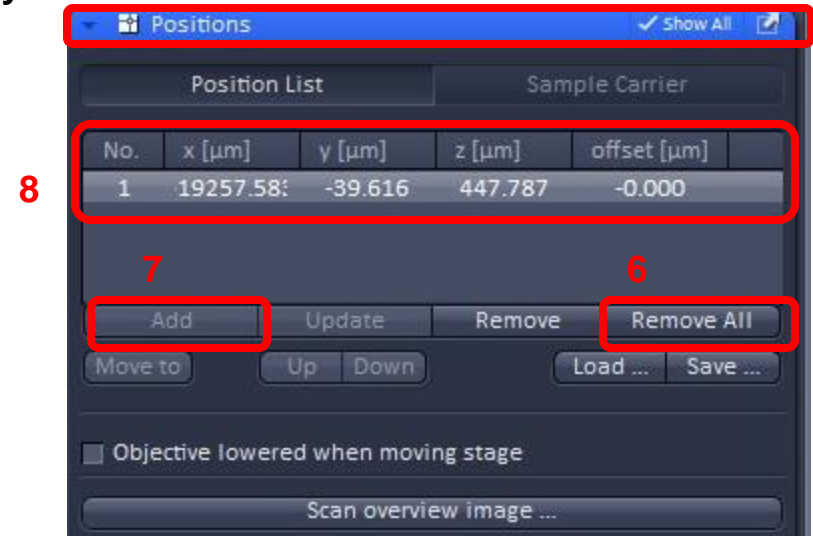 Positions Show All
Position List Sample Carrier
No. x [µm] y [µm] z [µm] offset [µm]
8
1 19257.58 -39.616 447.787 -0.000
7 6
Add Update Remove Remove All
Move to Up Down Load ... Save ...
Objective lowered when moving stage
Scan overview image ...